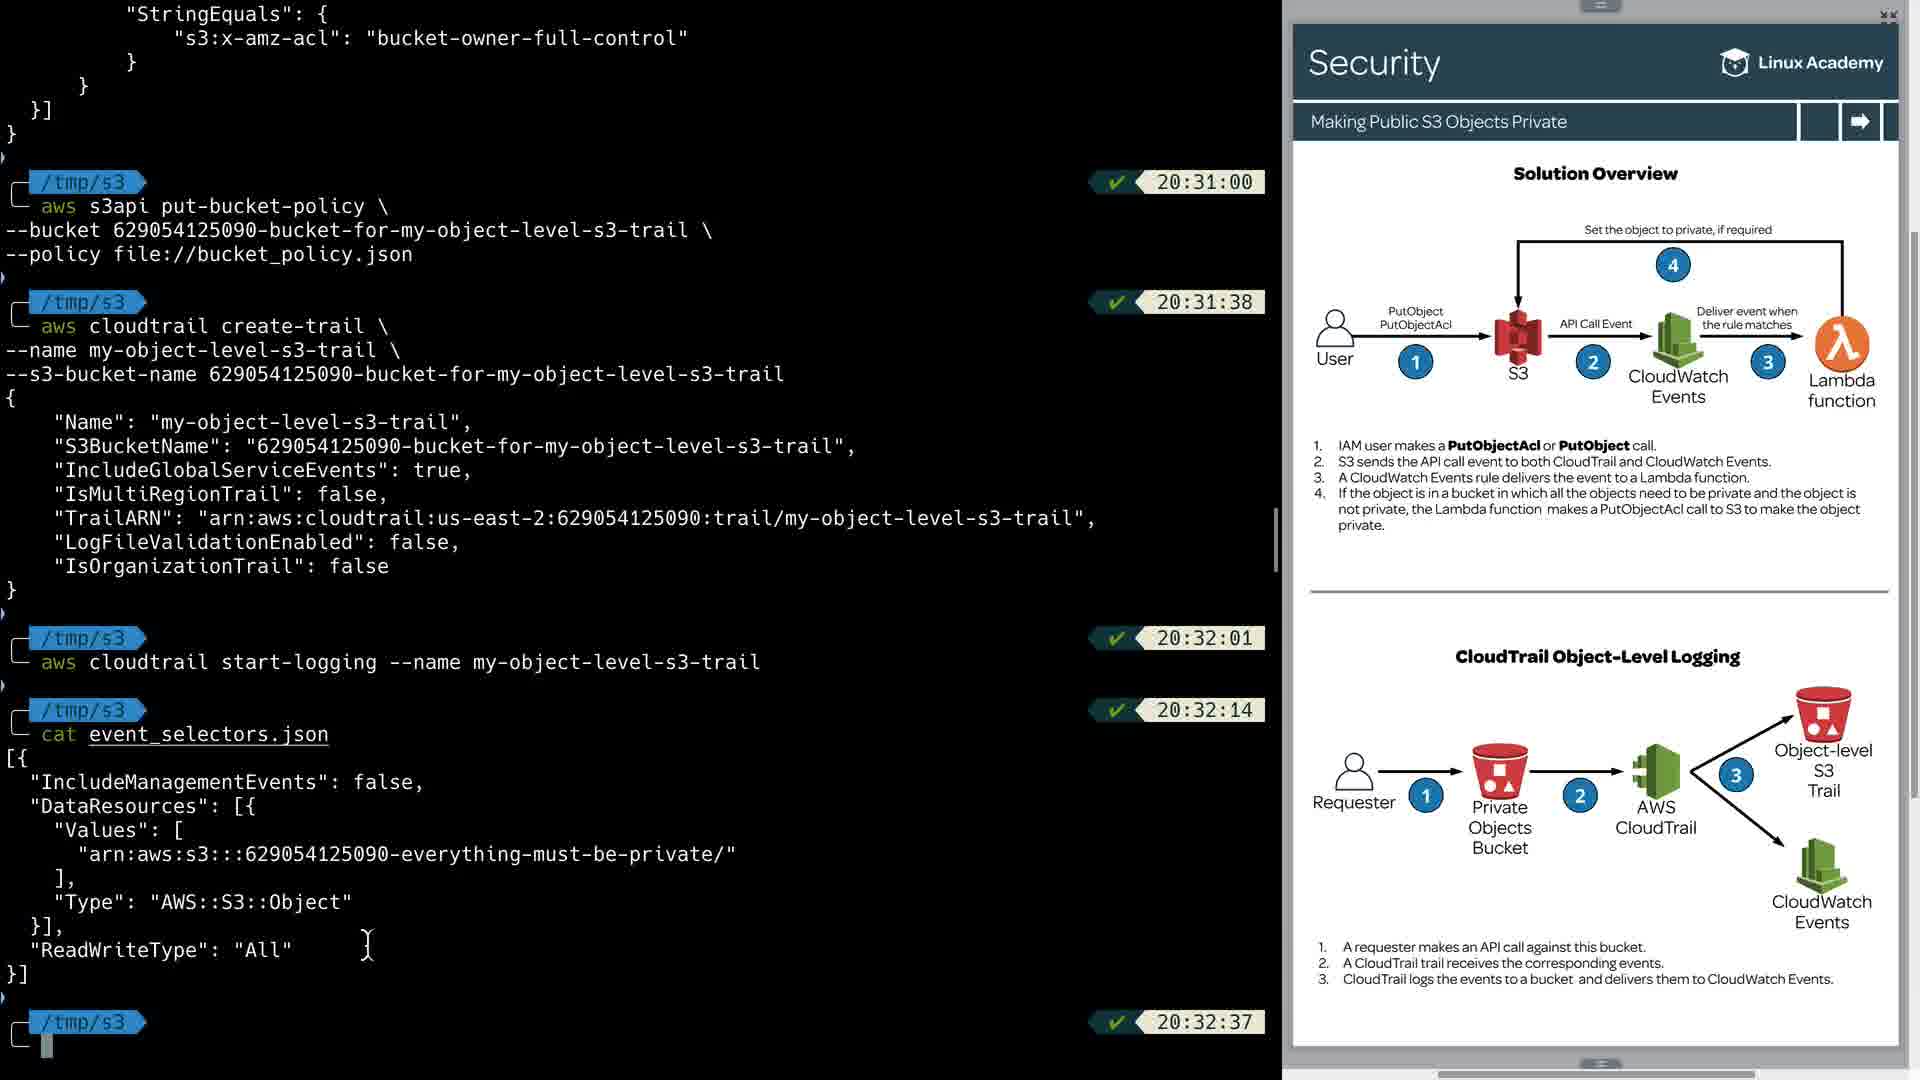 "StringEquals": {
"s3:x-amz-acl": "bucket-owner-full-control"
}
}
}]
}
/tmp/s3 ✔ 20:31:00
aws s3api put-bucket-policy \
--bucket 629054125090-bucket-for-my-object-level-s3-trail \
--policy file://bucket_policy.json
/tmp/s3 ✔ 20:31:38
aws cloudtrail create-trail \
--name my-object-level-s3-trail \
--s3-bucket-name 629054125090-bucket-for-my-object-level-s3-trail
{
"Name": "my-object-level-s3-trail",
"S3BucketName": "629054125090-bucket-for-my-object-level-s3-trail",
"IncludeGlobalServiceEvents": true,
"IsMultiRegionTrail": false,
"TrailARN": "arn:aws:cloudtrail:us-east-2:629054125090:trail/my-object-level-s3-trail",
"LogFileValidationEnabled": false,
"IsOrganizationTrail": false
}
/tmp/s3 ✔ 20:32:01
aws cloudtrail start-logging --name my-object-level-s3-trail
/tmp/s3 ✔ 20:32:14
cat event_selectors.json
[{
"IncludeManagementEvents": false,
"DataResources": [{
"Values": [
"arn:aws:s3:::629054125090-everything-must-be-private/"
],
"Type": "AWS::S3::Object"
}],
"ReadWriteType": "All"
}]
/tmp/s3 ✔ 20:32:37
Security
Linux Academy
Making Public S3 Objects Private
Solution Overview
Set the object to private, if required
4
PutObject
PutObjectAcl
API Call Event
Deliver event when
the rule matches
1
2
3
User
S3
CloudWatch
Events
Lambda
function
1. IAM user makes a PutObjectAcl or PutObject call.
2. S3 sends the API call event to both CloudTrail and CloudWatch Events.
3. A CloudWatch Events rule delivers the event to a Lambda function.
4. If the object is in a bucket in which all the objects need to be private and the object is
not private, the Lambda function makes a PutObjectAcl call to S3 to make the object
private.
CloudTrail Object-Level Logging
Object-level
S3
Trail
1
2
3
Requester
Private
Objects
Bucket
AWS
CloudTrail
CloudWatch
Events
1. A requester makes an API call against this bucket.
2. A CloudTrail trail receives the corresponding events.
3. CloudTrail logs the events to a bucket and delivers them to CloudWatch Events.